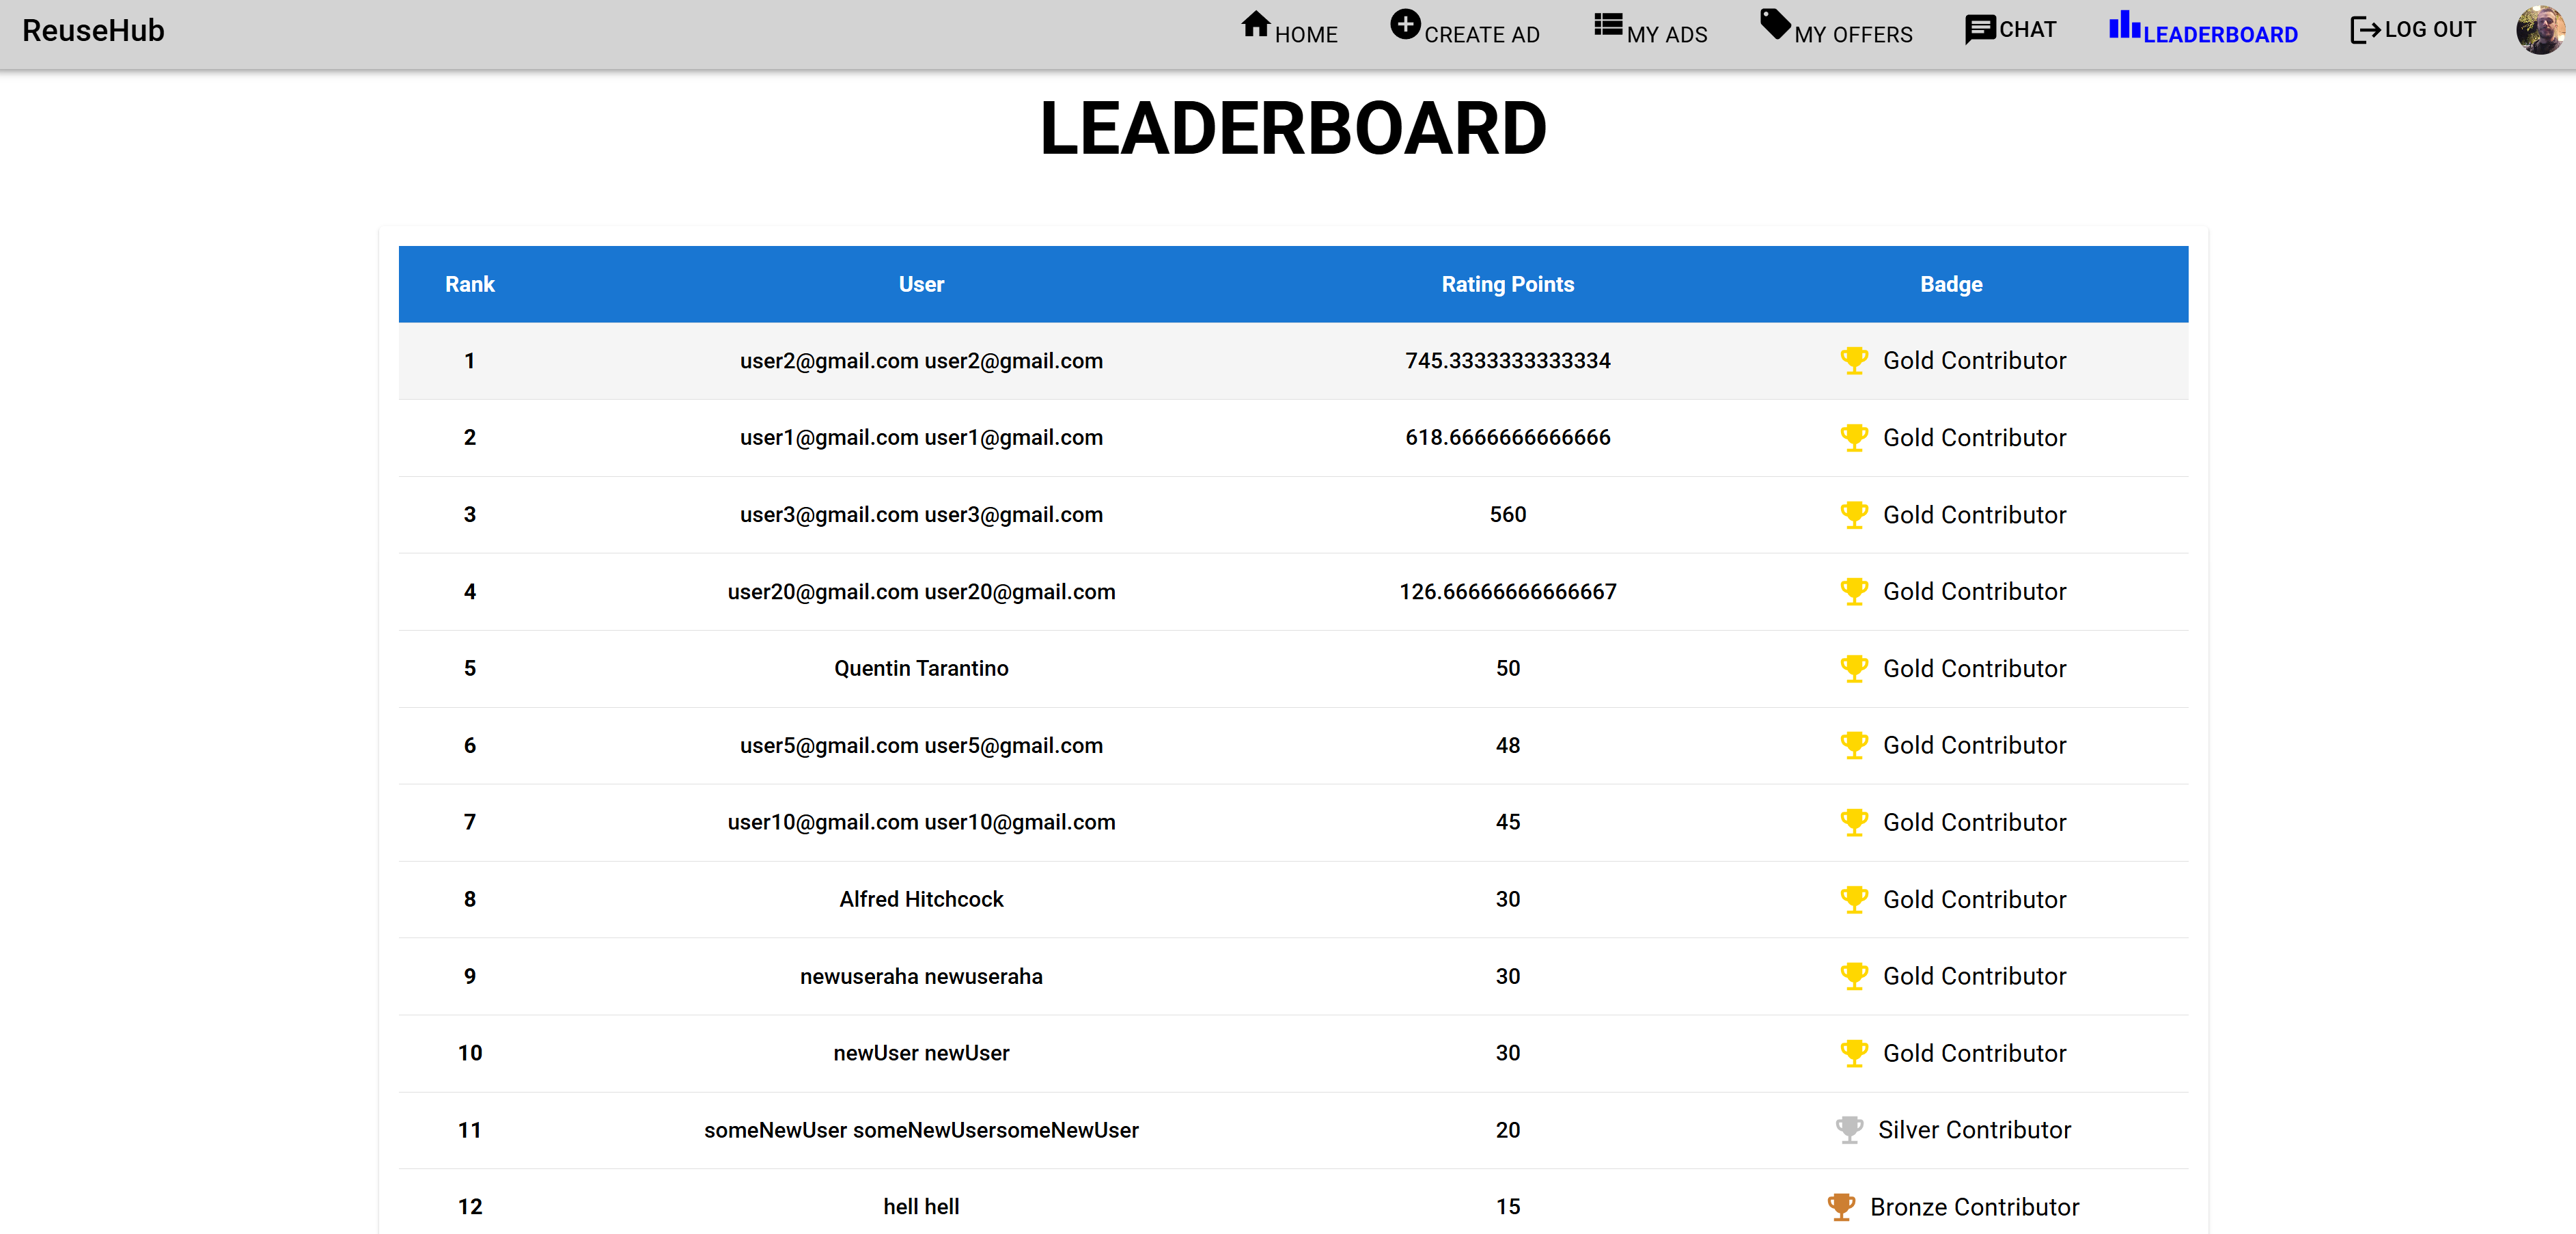 ReuseHub HOME CREATE AD MY ADS MY OFFERS CHAT LEADERBOARD LOG OUT
LEADERBOARD
Rank User Rating Points Badge
1 user2@gmail.com user2@gmail.com 745.3333333333334 Gold Contributor
2 user1@gmail.com user1@gmail.com 618.6666666666666 Gold Contributor
3 user3@gmail.com user3@gmail.com 560 Gold Contributor
4 user20@gmail.com user20@gmail.com 126.66666666666667 Gold Contributor
5 Quentin Tarantino 50 Gold Contributor
6 user5@gmail.com user5@gmail.com 48 Gold Contributor
7 user10@gmail.com user10@gmail.com 45 Gold Contributor
8 Alfred Hitchcock 30 Gold Contributor
9 newuseraha newuseraha 30 Gold Contributor
10 newUser newUser 30 Gold Contributor
11 someNewUser someNewUsersomeNewUser 20 Silver Contributor
12 hell hell 15 Bronze Contributor